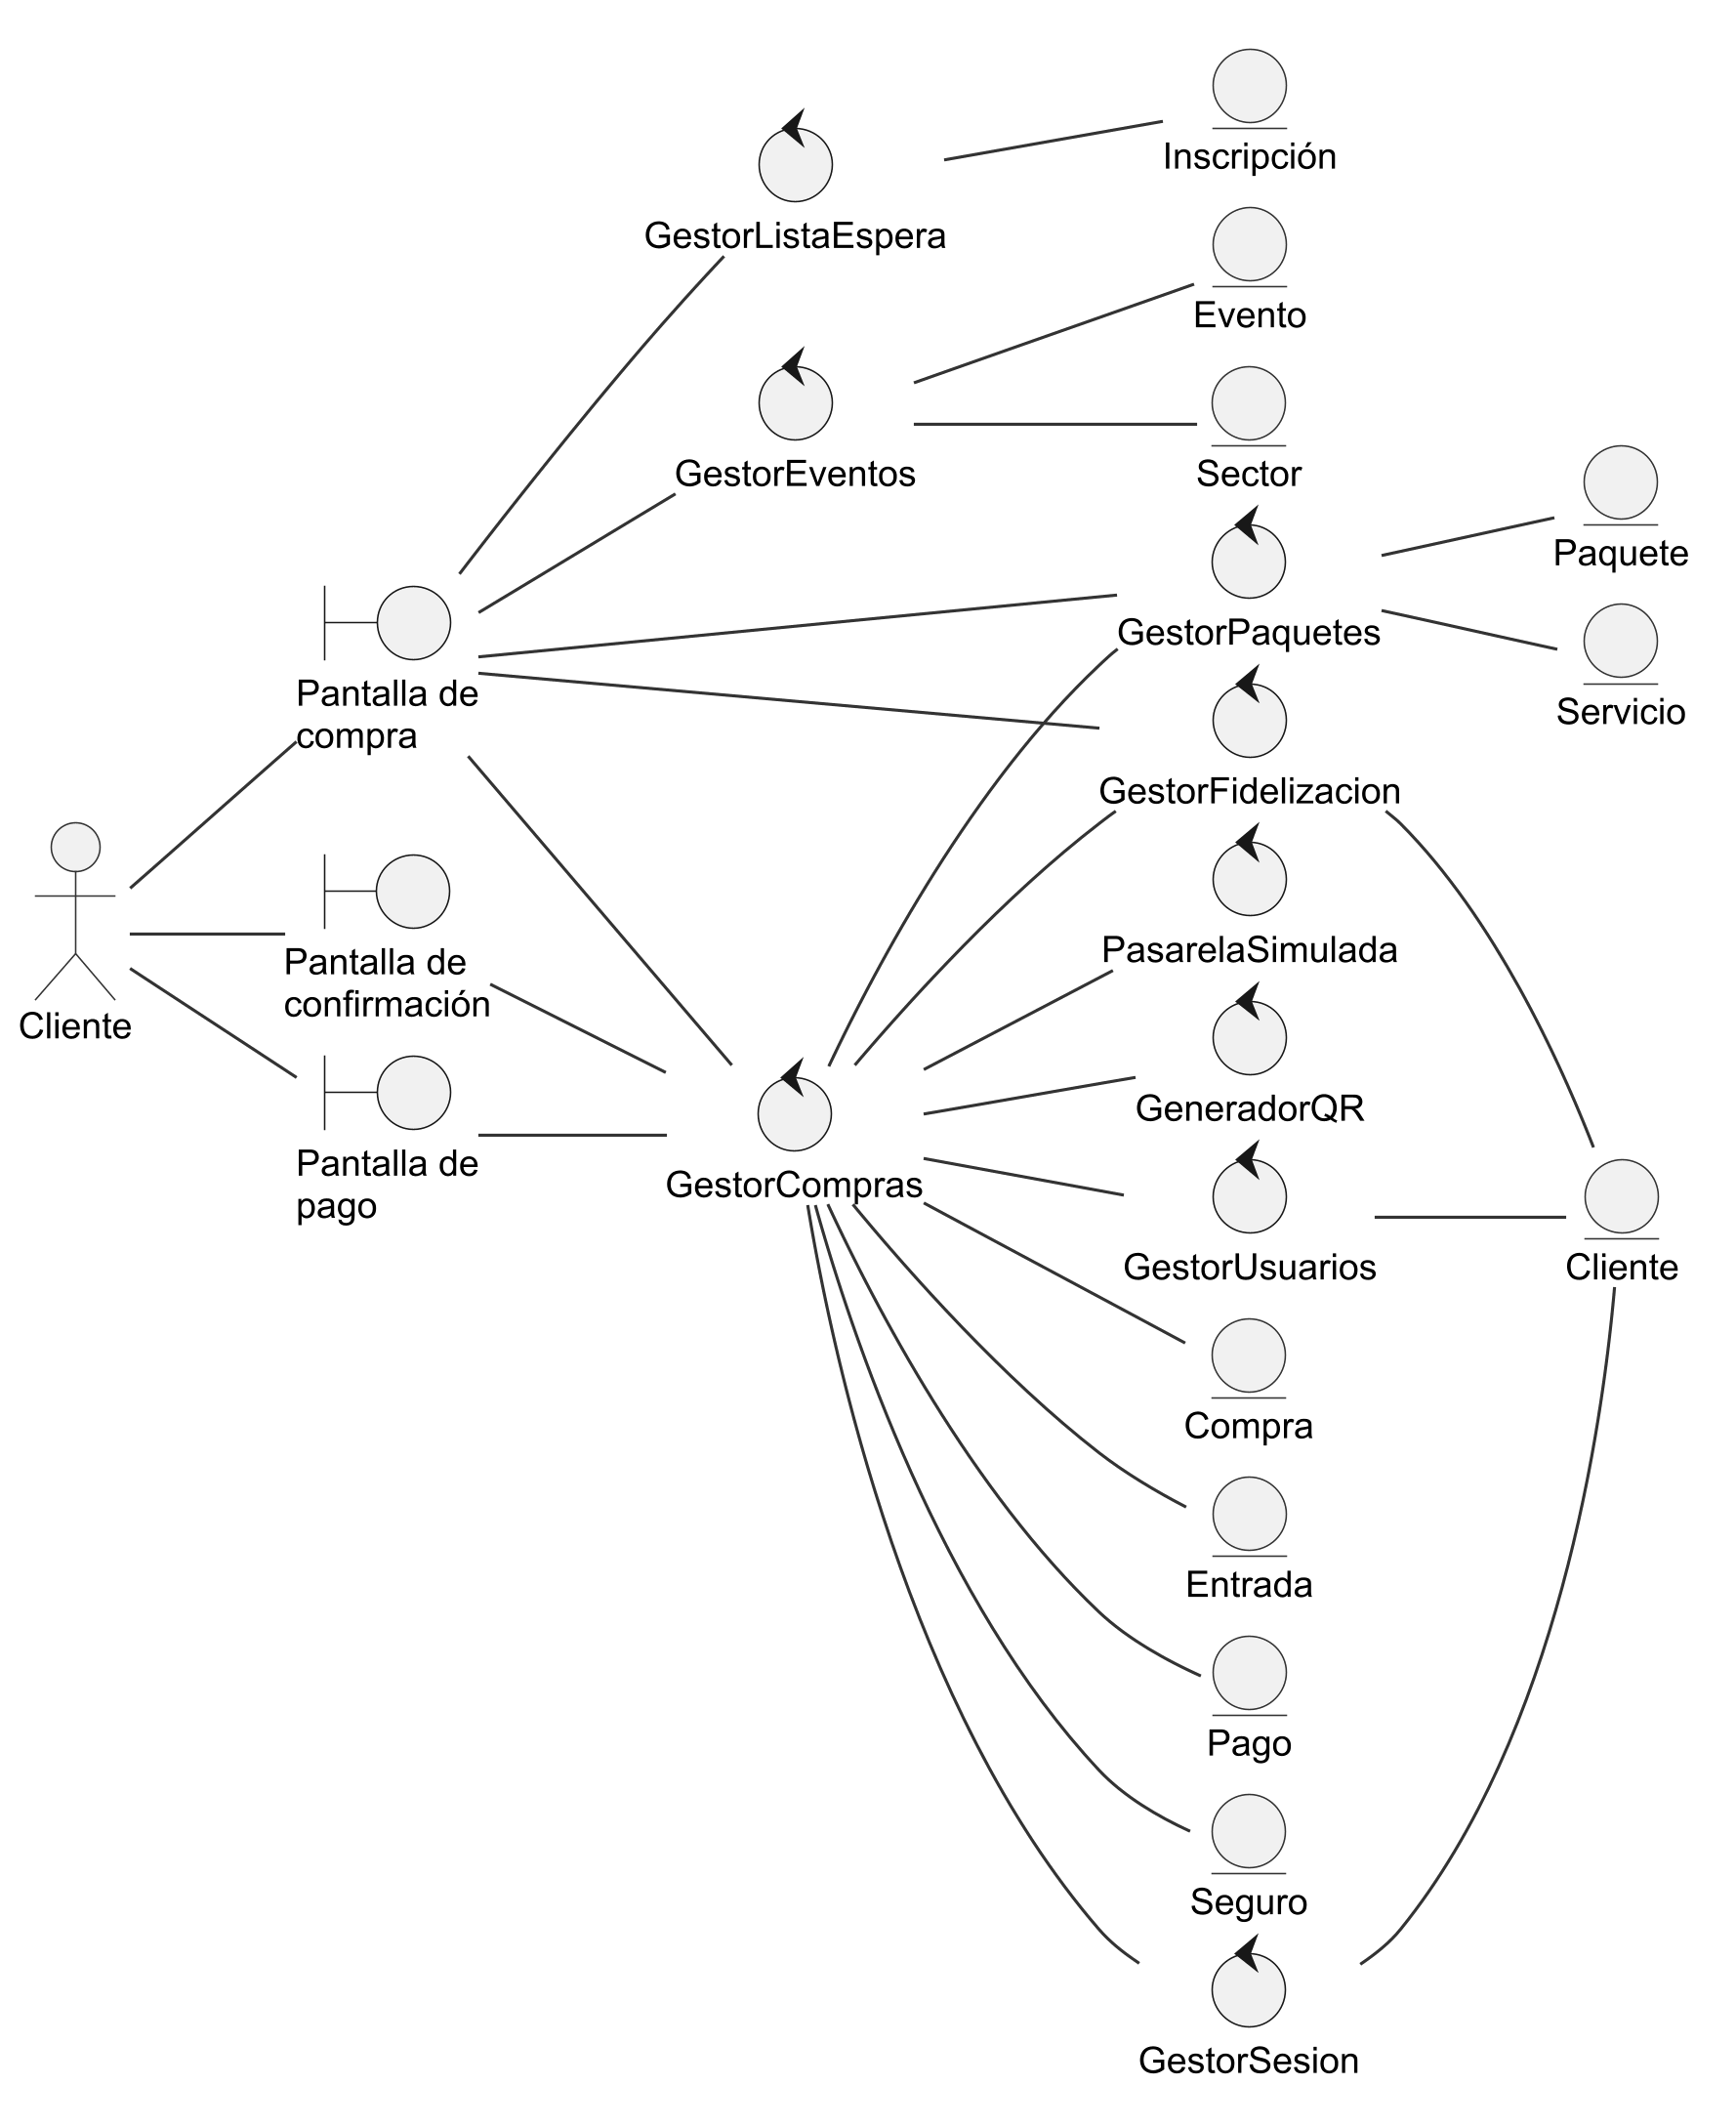 Inscripción
GestorListaEspera
Evento
GestorEventos
Sector
Paquete
GestorPaquetes
Servicio
Pantalla de
compra
GestorFidelizacion
PasarelaSimulada
Pantalla de
confirmación
Cliente
GeneradorQR
Pantalla de
pago
GestorCompras
GestorUsuarios
Cliente
Compra
Entrada
Pago
Seguro
GestorSesion